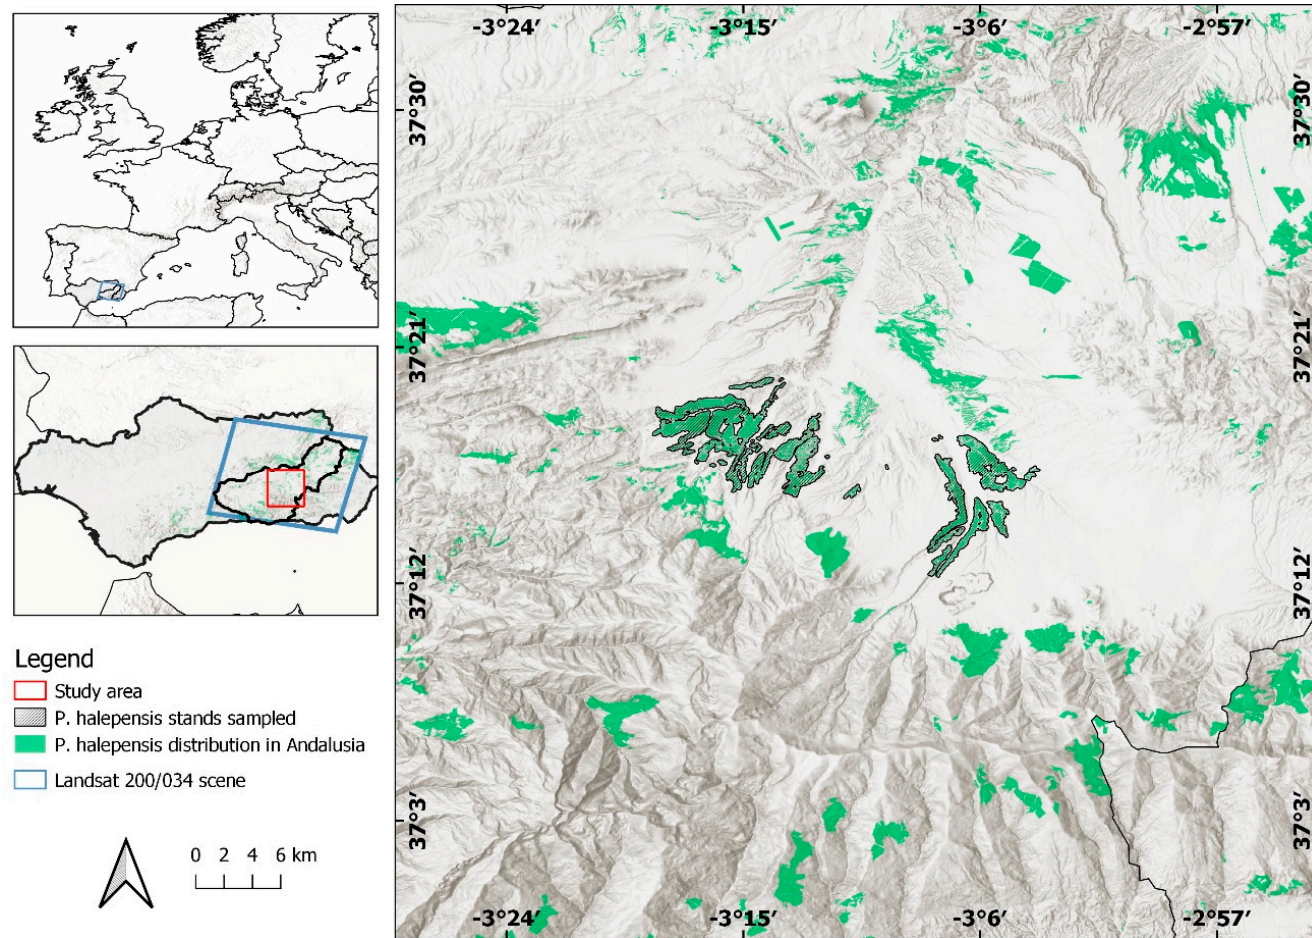 -3°24′ -3°15′ -3°6′ -2°57′
37°30′ 37°30′
37°21′ 37°21′
37°12′ 37°12′
37°3′ 37°3′
-3°24′ -3°15′ -3°6′ -2°57′
Legend
Study area
P. halepensis stands sampled
P. halepensis distribution in Andalusia
Landsat 200/034 scene
0 2 4 6 km